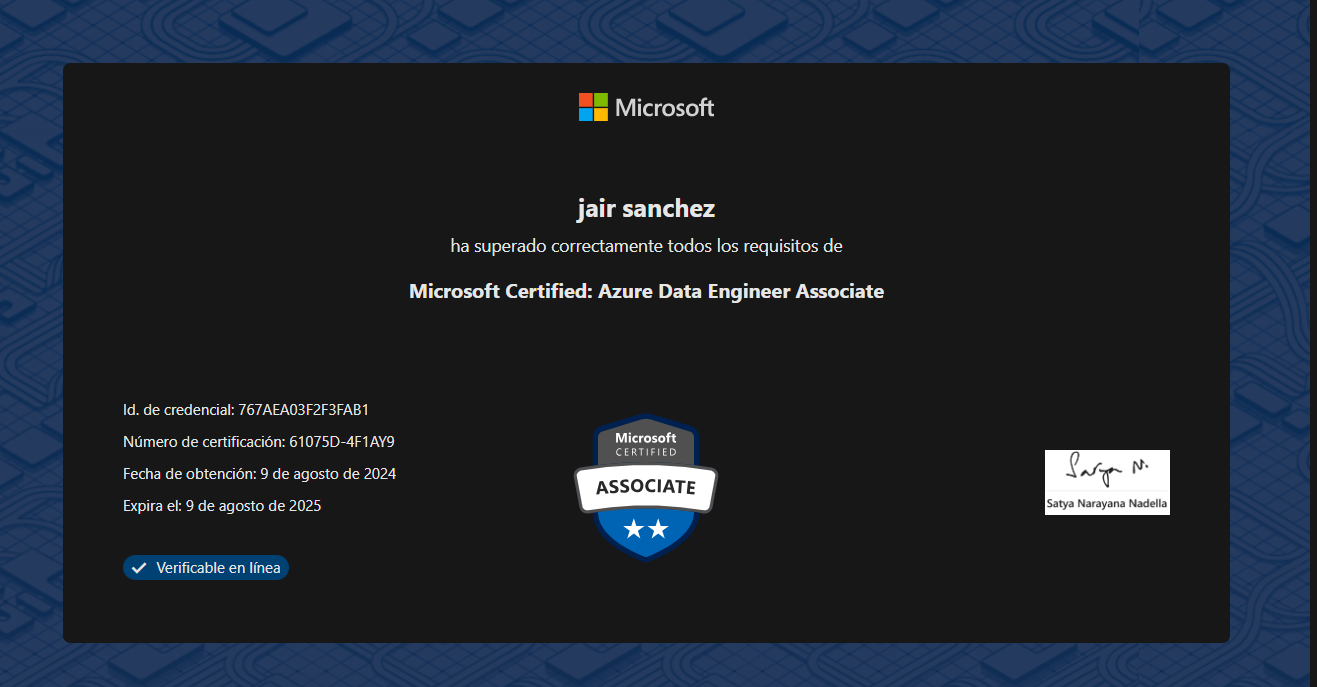 Microsoft
jair sanchez
ha superado correctamente todos los requisitos de
Microsoft Certified: Azure Data Engineer Associate
Id. de credencial: 767AEA03F2F3FAB1
Número de certificación: 61075D-4F1AY9
Fecha de obtención: 9 de agosto de 2024
Expira el: 9 de agosto de 2025
Verificable en línea
Microsoft
CERTIFIED
ASSOCIATE
Satya N.
Satya Narayana Nadella